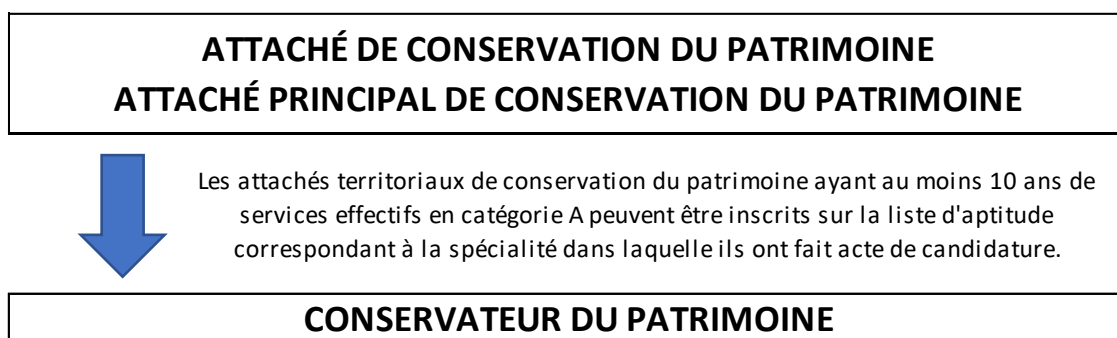 ATTACHÉ DE CONSERVATION DU PATRIMOINE
ATTACHÉ PRINCIPAL DE CONSERVATION DU PATRIMOINE
Les attachés territoriaux de conservation du patrimoine ayant au moins 10 ans de
services effectifs en catégorie A peuvent être inscrits sur la liste d'aptitude
correspondant à la spécialité dans laquelle ils ont fait acte de candidature.
CONSERVATEUR DU PATRIMOINE